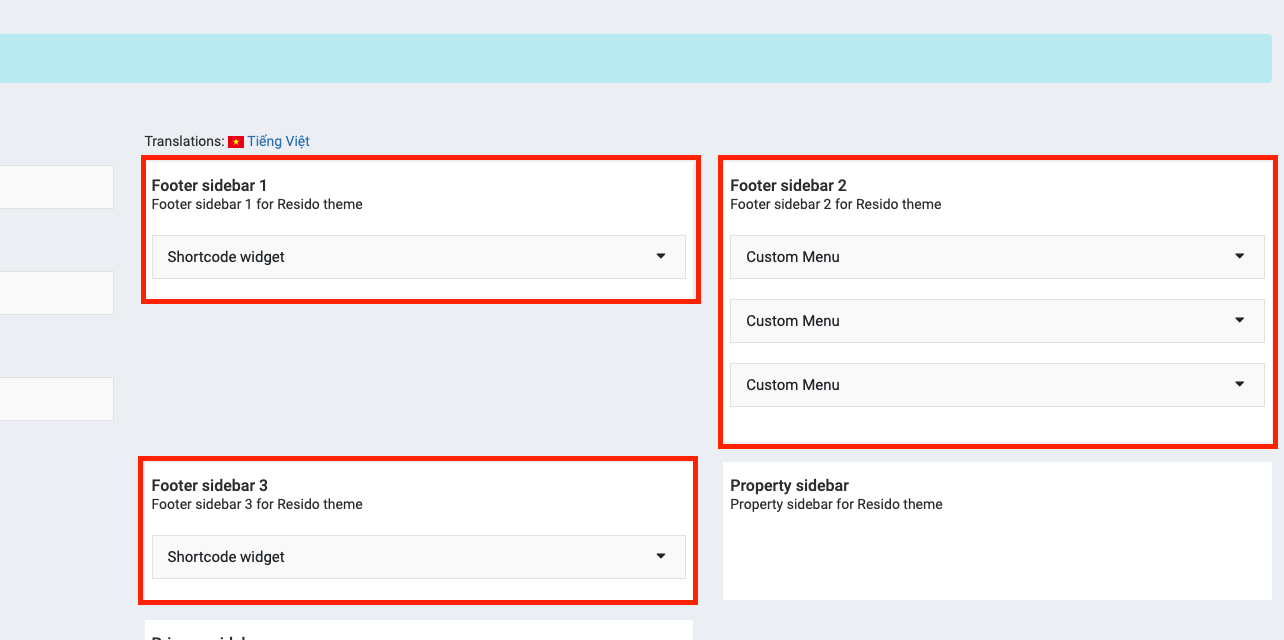 Translations: Tiếng Việt
Footer sidebar 1
Footer sidebar 1 for Resido theme
Shortcode widget
Footer sidebar 2
Footer sidebar 2 for Resido theme
Custom Menu
Custom Menu
Custom Menu
Footer sidebar 3
Footer sidebar 3 for Resido theme
Shortcode widget
Property sidebar
Property sidebar for Resido theme